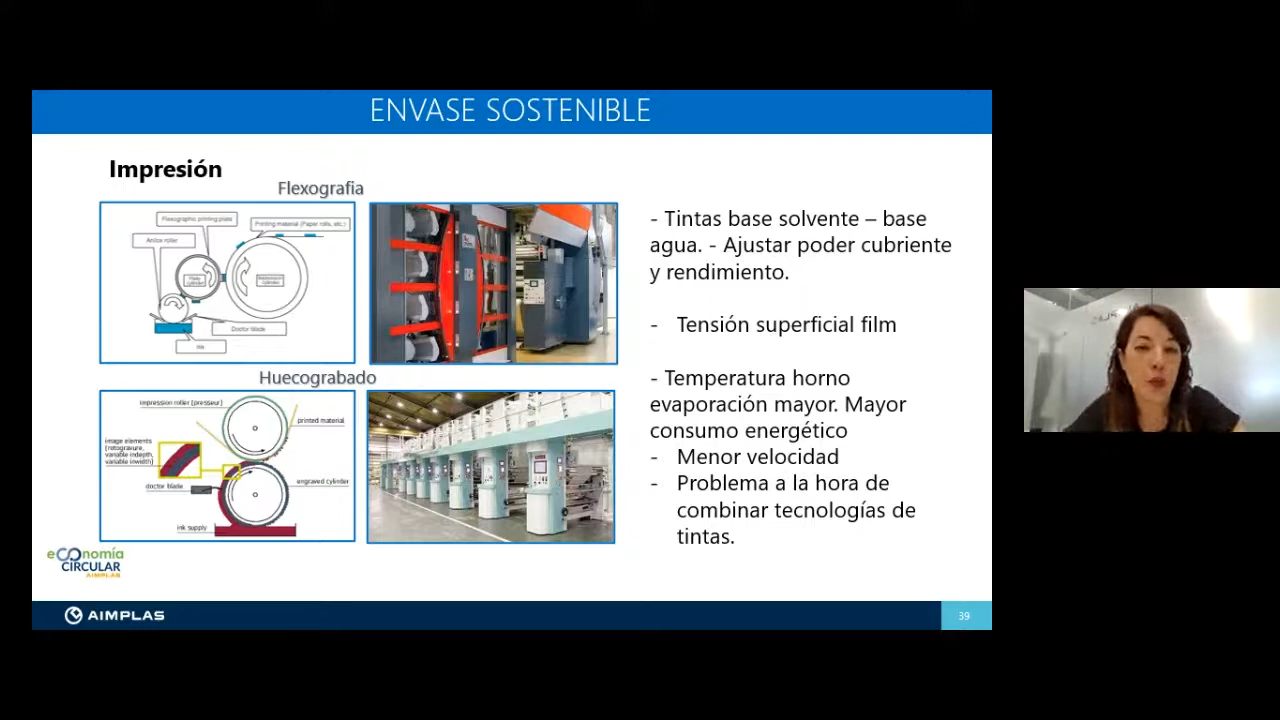 ENVASE SOSTENIBLE
Impresión
Flexografia
Flexographic printing plate
Printing material (Paper rolls, etc.)
Anilox roller
Doctor blade
Ink
- Tintas base solvente – base
agua. - Ajustar poder cubriente
y rendimiento.
- Tensión superficial film
- Temperatura horno
evaporación mayor. Mayor
consumo energético
- Menor velocidad
- Problema a la hora de
combinar tecnologías de
tintas.
Huecograbado
impression roller (presseur)
printed material
image elements
(rotogravure,
variable indepth,
variable inwidth)
doctor blade
engraved cylinder
ink supply
eCOnomía
CIRCULAR
AIMPLAS
AIMPLAS
39